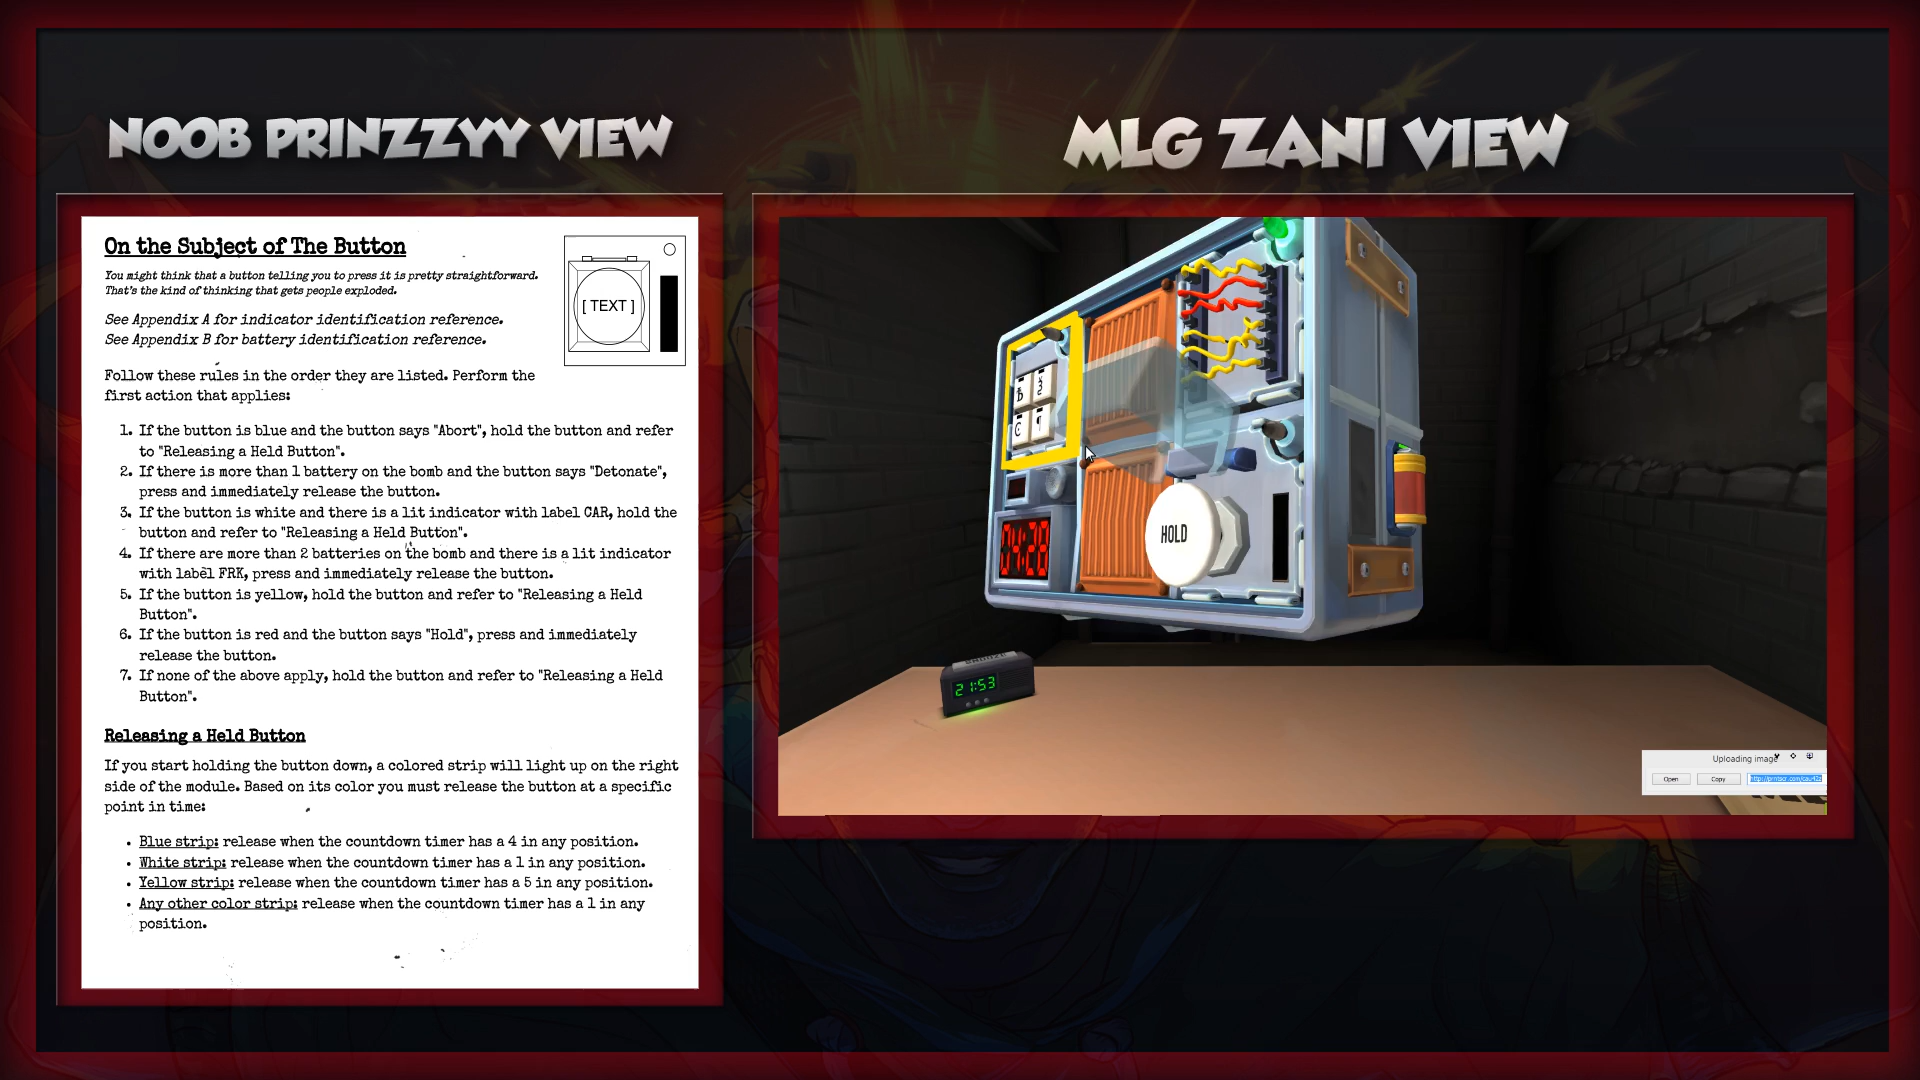 NOOB PRINZZYY VIEW
MLG ZANI VIEW
On the Subject of The Button
You might think that a button telling you to press it is pretty straightforward.
That's the kind of thinking that gets people exploded.
[ TEXT ]
See Appendix A for indicator identification reference.
See Appendix B for battery identification reference.
Follow these rules in the order they are listed. Perform the
first action that applies:
1. If the button is blue and the button says "Abort", hold the button and refer
to "Releasing a Held Button".
2. If there is more than 1 battery on the bomb and the button says "Detonate",
press and immediately release the button.
3. If the button is white and there is a lit indicator with label CAR, hold the
button and refer to "Releasing a Held Button".
4. If there are more than 2 batteries on the bomb and there is a lit indicator
with label FRK, press and immediately release the button.
5. If the button is yellow, hold the button and refer to "Releasing a Held
Button".
6. If the button is red and the button says "Hold", press and immediately
release the button.
7. If none of the above apply, hold the button and refer to "Releasing a Held
Button".
Releasing a Held Button
If you start holding the button down, a colored strip will light up on the right
side of the module. Based on its color you must release the button at a specific
point in time:
• Blue strip: release when the countdown timer has a 4 in any position.
• White strip: release when the countdown timer has a 1 in any position.
• Yellow strip: release when the countdown timer has a 5 in any position.
• Any other color strip: release when the countdown timer has a 1 in any
position.
HOLD
04:28
SNOOZE
21:53
Uploading image
Open
Copy